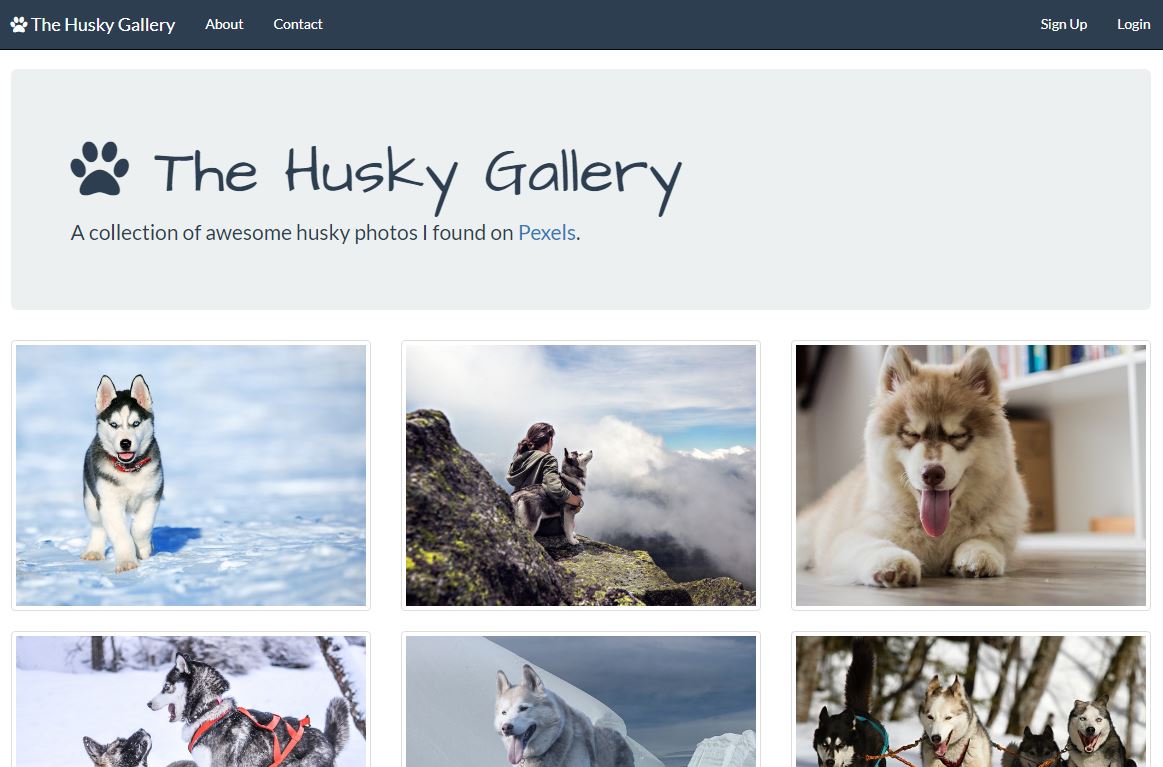 The Husky Gallery About Contact Sign Up Login
The Husky Gallery
A collection of awesome husky photos I found on Pexels.